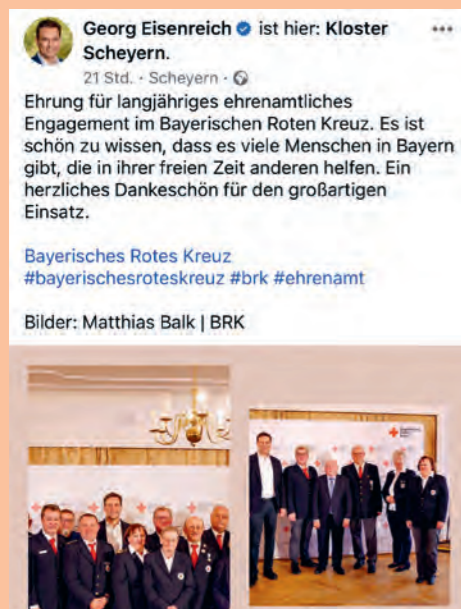 Georg Eisenreich ist hier: Kloster
Scheyern.
21 Std. · Scheyern ·
Ehrung für langjähriges ehrenamtliches
Engagement im Bayerischen Roten Kreuz. Es ist
schön zu wissen, dass es viele Menschen in Bayern
gibt, die in ihrer freien Zeit anderen helfen. Ein
herzliches Dankeschön für den großartigen
Einsatz.
Bayerisches Rotes Kreuz
#bayerischesroteskreuz #brk #ehrenamt
Bilder: Matthias Balk | BRK